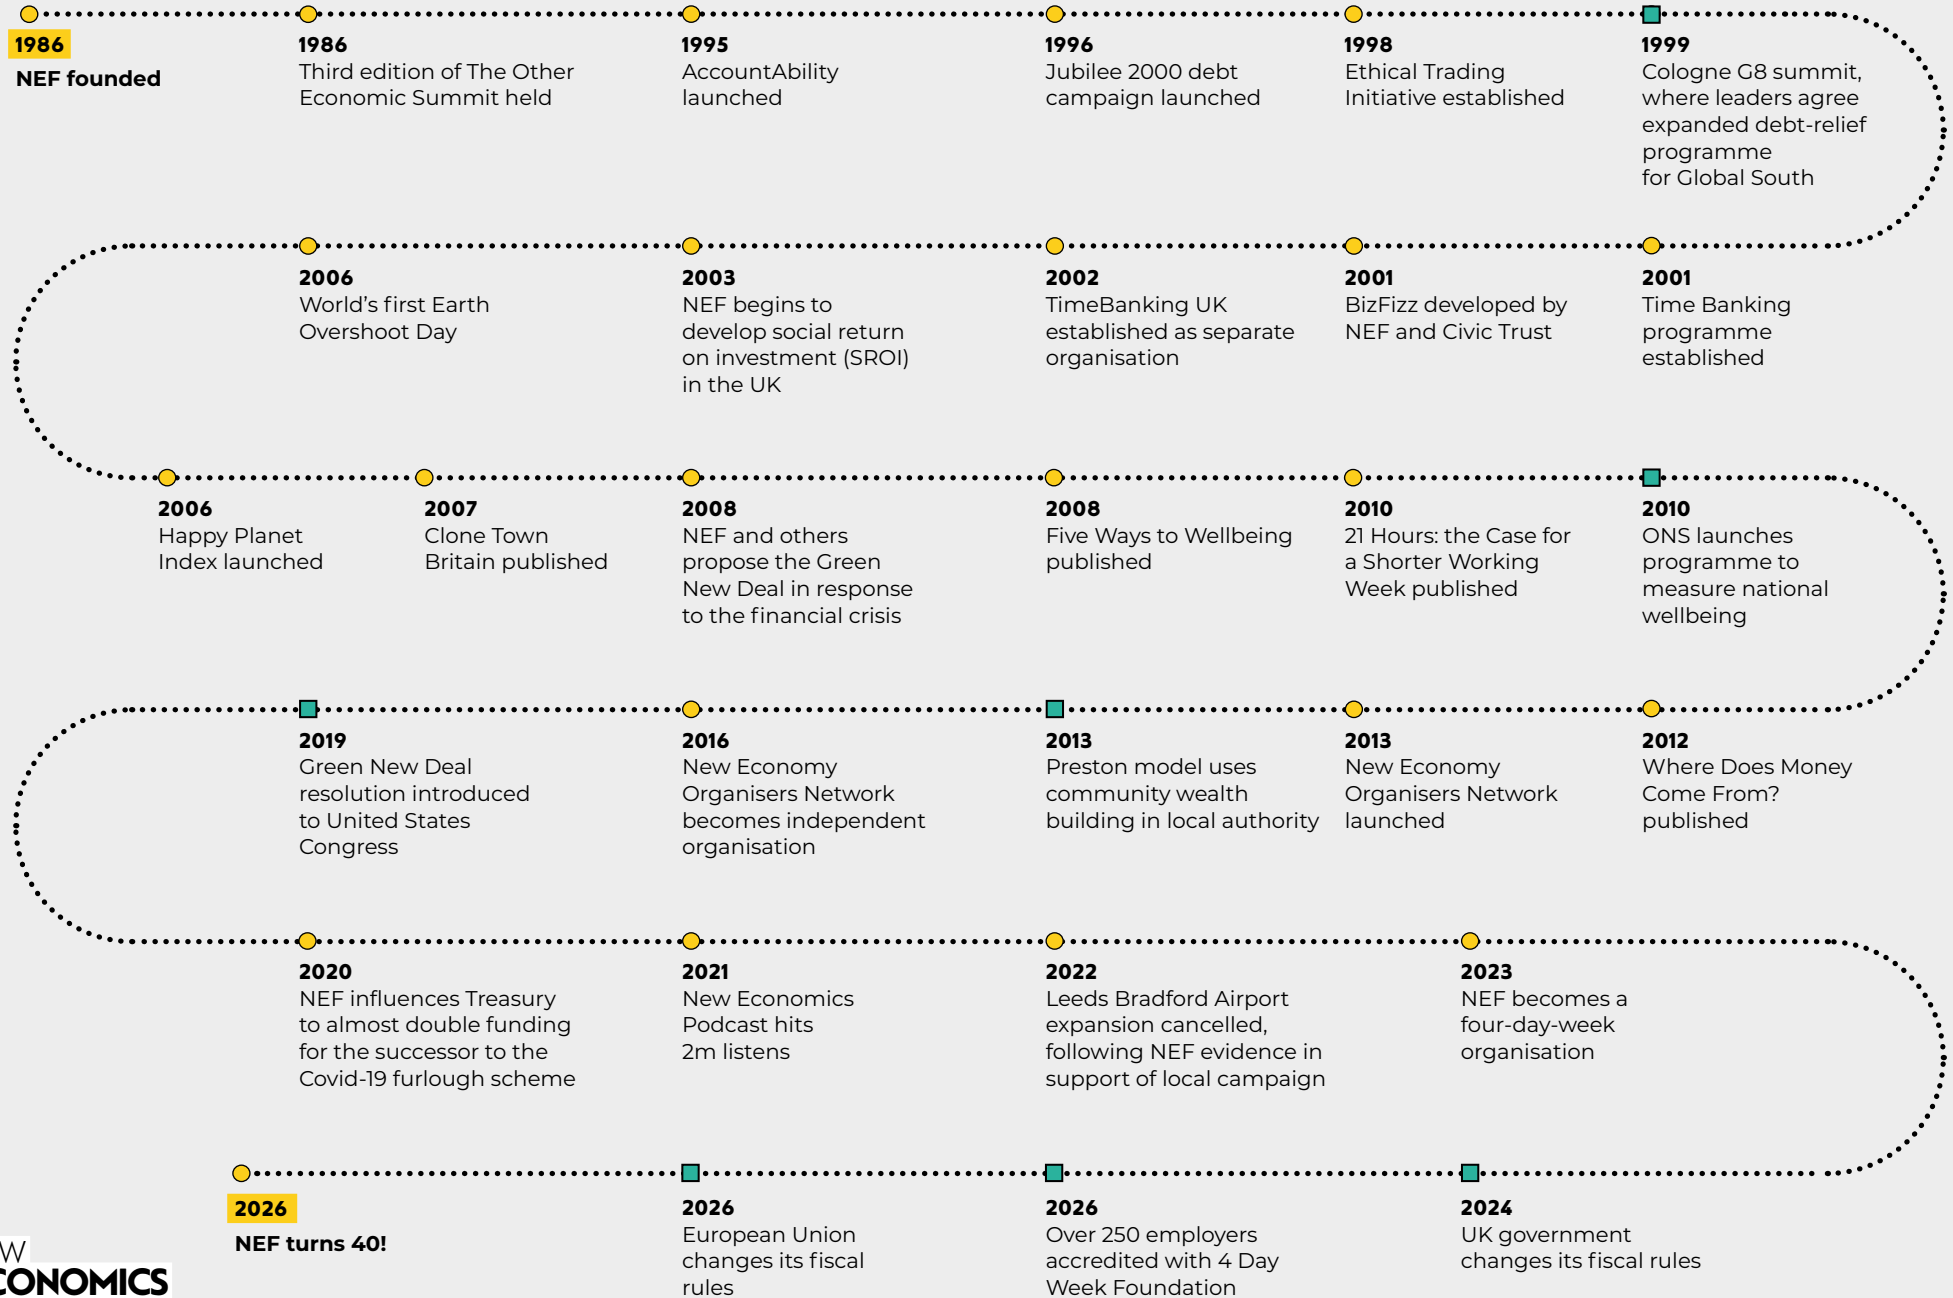 1986
NEF founded
1986
Third edition of The Other
Economic Summit held
1995
AccountAbility
launched
1996
Jubilee 2000 debt
campaign launched
1998
Ethical Trading
Initiative established
1999
Cologne G8 summit,
where leaders agree
expanded debt-relief
programme
for Global South
2001
Time Banking
programme
established
2001
BizFizz developed by
NEF and Civic Trust
2002
TimeBanking UK
established as separate
organisation
2003
NEF begins to
develop social return
on investment (SROI)
in the UK
2006
World’s first Earth
Overshoot Day
2006
Happy Planet
Index launched
2007
Clone Town
Britain published
2008
NEF and others
propose the Green
New Deal in response
to the financial crisis
2008
Five Ways to Wellbeing
published
2010
21 Hours: the Case for
a Shorter Working
Week published
2010
ONS launches
programme to
measure national
wellbeing
2012
Where Does Money
Come From?
published
2013
New Economy
Organisers Network
launched
2013
Preston model uses
community wealth
building in local authority
2016
New Economy
Organisers Network
becomes independent
organisation
2019
Green New Deal
resolution introduced
to United States
Congress
2020
NEF influences Treasury
to almost double funding
for the successor to the
Covid-19 furlough scheme
2021
New Economics
Podcast hits
2m listens
2022
Leeds Bradford Airport
expansion cancelled,
following NEF evidence in
support of local campaign
2023
NEF becomes a
four-day-week
organisation
2024
UK government
changes its fiscal rules
2026
Over 250 employers
accredited with 4 Day
Week Foundation
2026
European Union
changes its fiscal
rules
2026
NEF turns 40!
W
CONOMICS